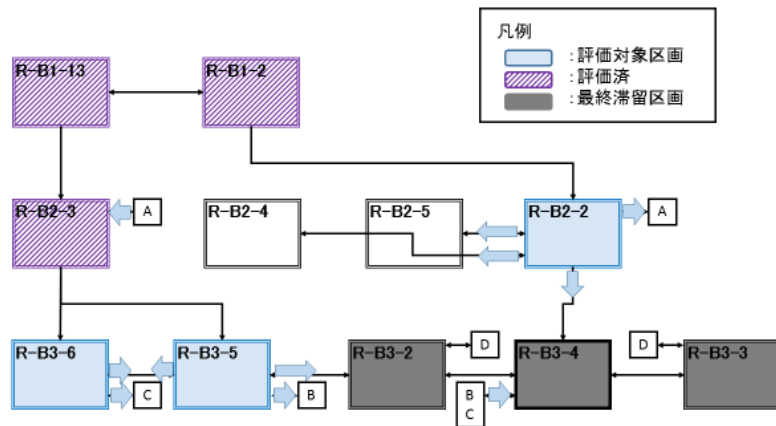 凡例
:評価対象区画
:評価済
:最終滞留区画
R-B1-13
R-B1-2
R-B2-3
A
R-B2-4
R-B2-5
R-B2-2
A
R-B3-6
C
R-B3-5
B
R-B3-2
D
B
C
R-B3-4
D
R-B3-3